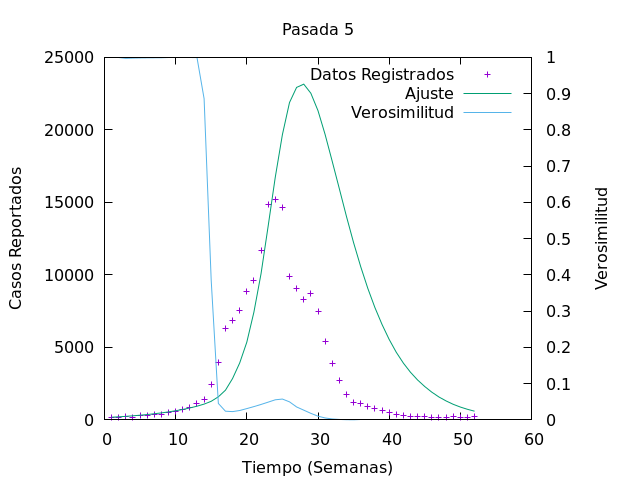 Pasada 5
25000
20000
15000
10000
5000
0
Casos Reportados
Datos Registrados
Ajuste
Verosimilitud
1
0.9
0.8
0.7
0.6
0.5
0.4
0.3
0.2
0.1
0
Verosimilitud
0 10 20 30 40 50 60
Tiempo (Semanas)